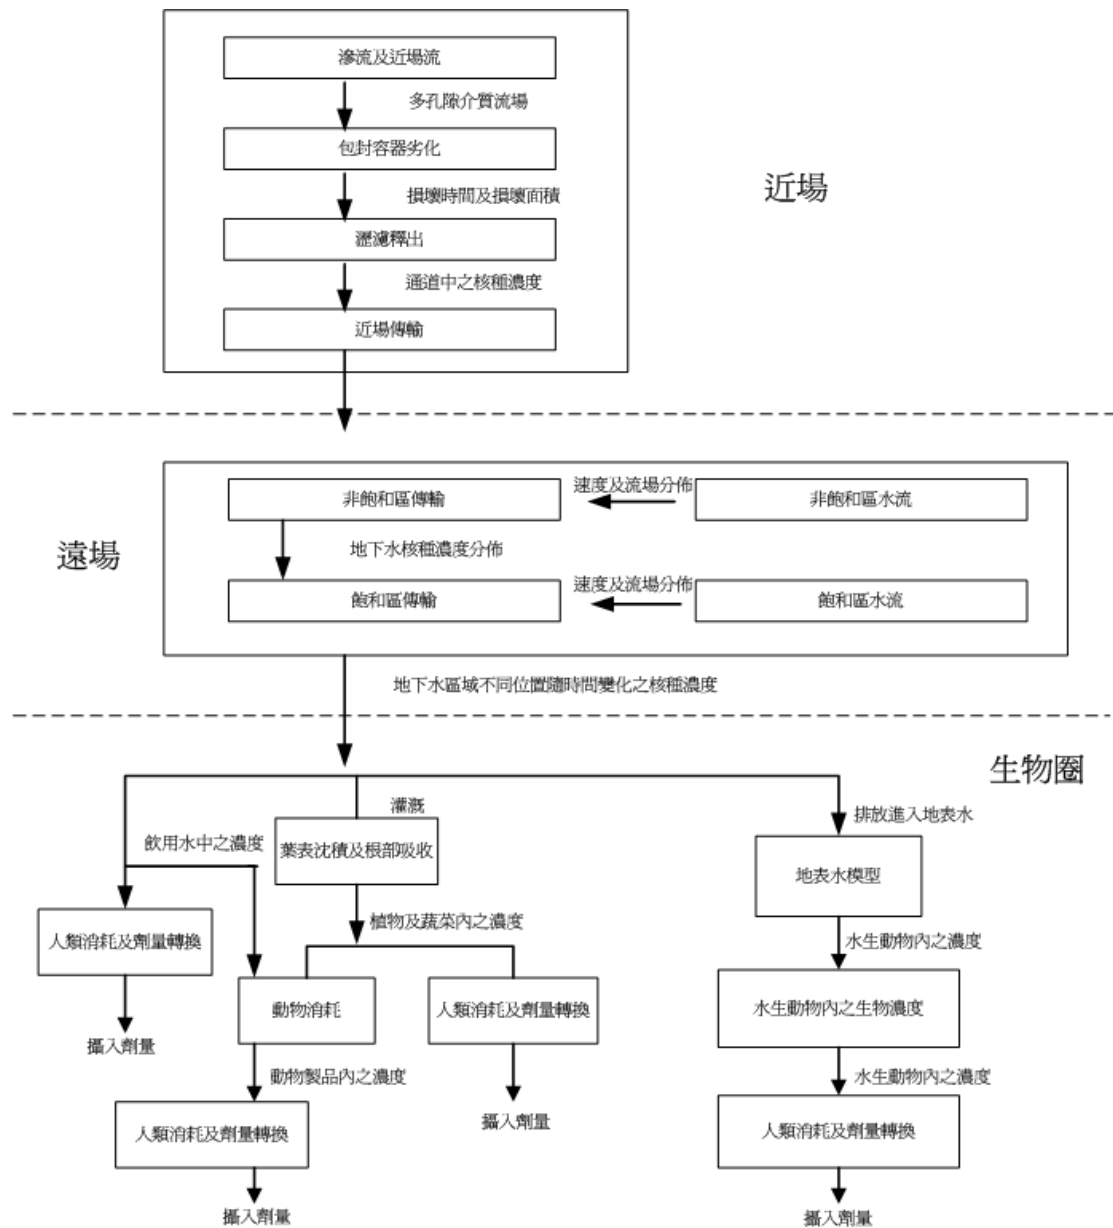 滲流及近場流
多孔隙介質流場
包封容器劣化
近場
損壞時間及損壞面積
瀝濾釋出
通道中之核種濃度
近場傳輸
遠場
非飽和區傳輸
速度及流場分佈
非飽和區水流
地下水核種濃度分佈
飽和區傳輸
速度及流場分佈
飽和區水流
地下水區域不同位置隨時間變化之核種濃度
生物圈
飲用水中之濃度
灌溉
葉表沈積及根部吸收
排放進入地表水
地表水模型
人類消耗及劑量轉換
攝入劑量
植物及蔬菜內之濃度
動物消耗
人類消耗及劑量轉換
攝入劑量
動物製品內之濃度
人類消耗及劑量轉換
攝入劑量
水生動物內之濃度
水生動物內之生物濃度
水生動物內之濃度
人類消耗及劑量轉換
攝入劑量